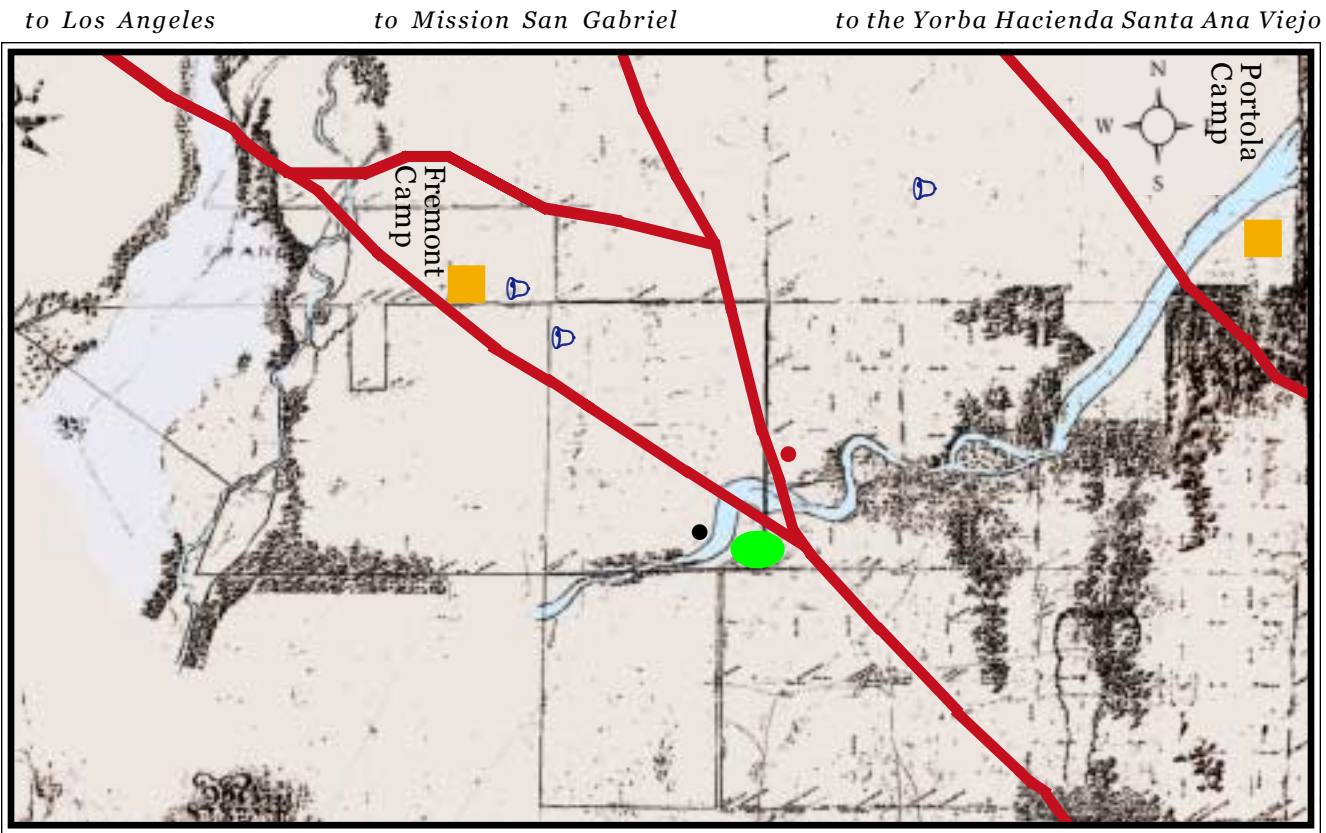 to Los Angeles
to Mission San Gabriel
to the Yorba Hacienda Santa Ana Viejo
N
W
S
Portola
Camp
Fremont
Camp